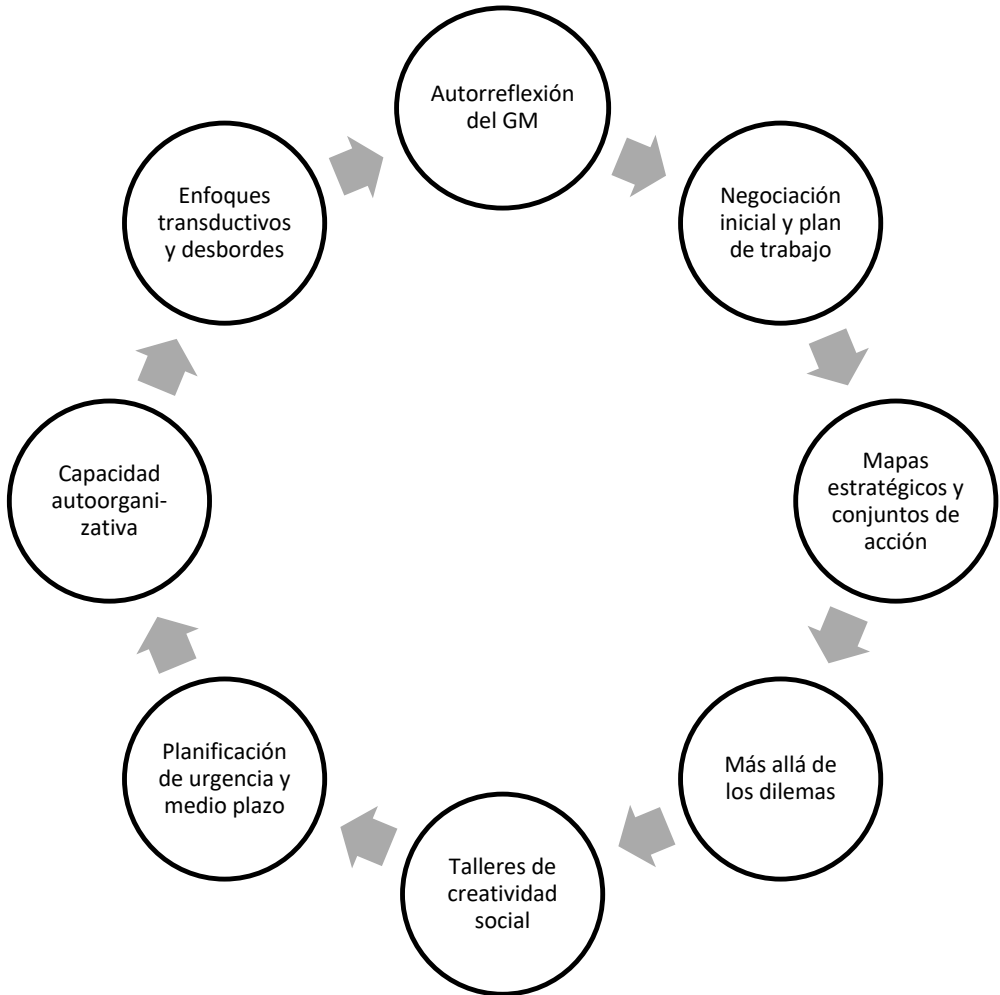 Autorreflexión
del GM
Negociación
inicial y plan
de trabajo
Mapas
estratégicos y
conjuntos de
acción
Más allá de
los dilemas
Talleres de
creatividad
social
Planificación
de urgencia y
medio plazo
Capacidad
autoorgani-
zativa
Enfoques
transductivos
y desbordes